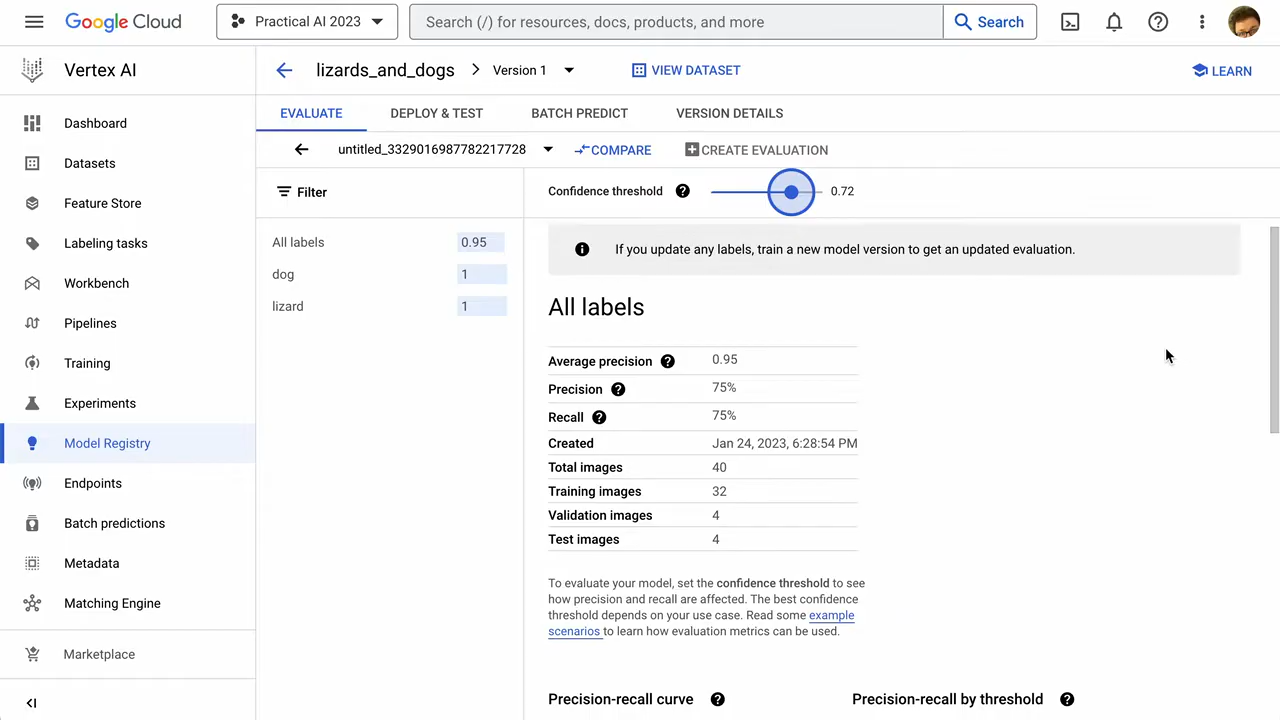 Google Cloud
Practical AI 2023
Search (/) for resources, docs, products, and more
Search
Vertex AI
lizards_and_dogs
Version 1
VIEW DATASET
LEARN
Dashboard
Datasets
Feature Store
Labeling tasks
Workbench
Pipelines
Training
Experiments
Model Registry
Endpoints
Batch predictions
Metadata
Matching Engine
Marketplace
EVALUATE
DEPLOY & TEST
BATCH PREDICT
VERSION DETAILS
untitled_3329016987782217728
COMPARE
CREATE EVALUATION
Filter
All labels 0.95
dog 1
lizard 1
Confidence threshold 0.72
If you update any labels, train a new model version to get an updated evaluation.
All labels
Average precision 0.95
Precision 75%
Recall 75%
Created Jan 24, 2023, 6:28:54 PM
Total images 40
Training images 32
Validation images 4
Test images 4
To evaluate your model, set the confidence threshold to see
how precision and recall are affected. The best confidence
threshold depends on your use case. Read some example
scenarios to learn how evaluation metrics can be used.
Precision-recall curve
Precision-recall by threshold